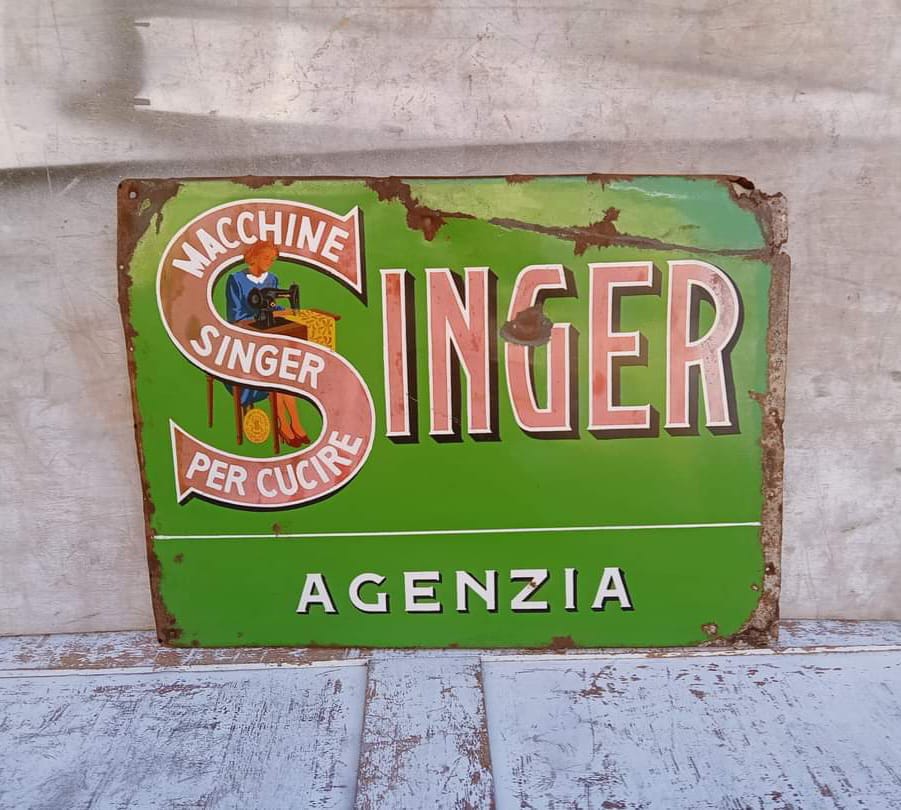 MACCHINE
SINGER
PER CUCIRE
SINGER
AGENZIA